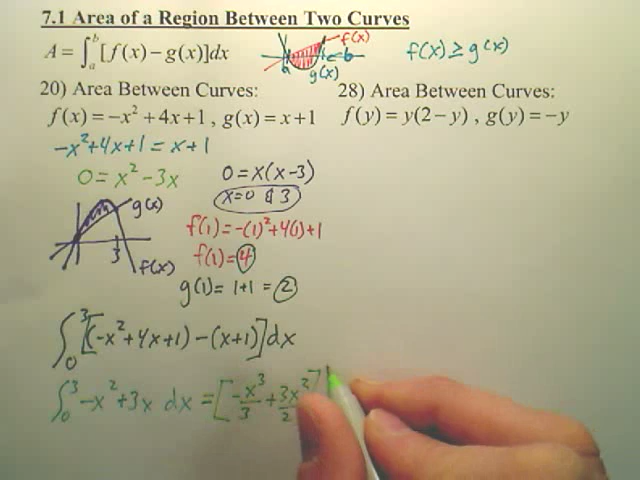 7.1 Area of a Region Between Two Curves
A = ∫_a^b [f(x) − g(x)]dx
f(x)
a
b
g(x)
f(x) ≥ g(x)
20) Area Between Curves:
f(x) = −x² + 4x + 1 , g(x) = x + 1
−x²+4x+1 = x+1
0 = x² − 3x
0 = x(x−3)
x=0 & 3
g(x)
3
f(x)
f(1) = −(1)²+4(1)+1
f(1) = 4
g(1) = 1+1 = 2
∫_0^3 [(−x²+4x+1) − (x+1)] dx
∫_0^3 −x²+3x dx = [−x³/3 + 3x²/2]
28) Area Between Curves:
f(y) = y(2 − y) , g(y) = −y